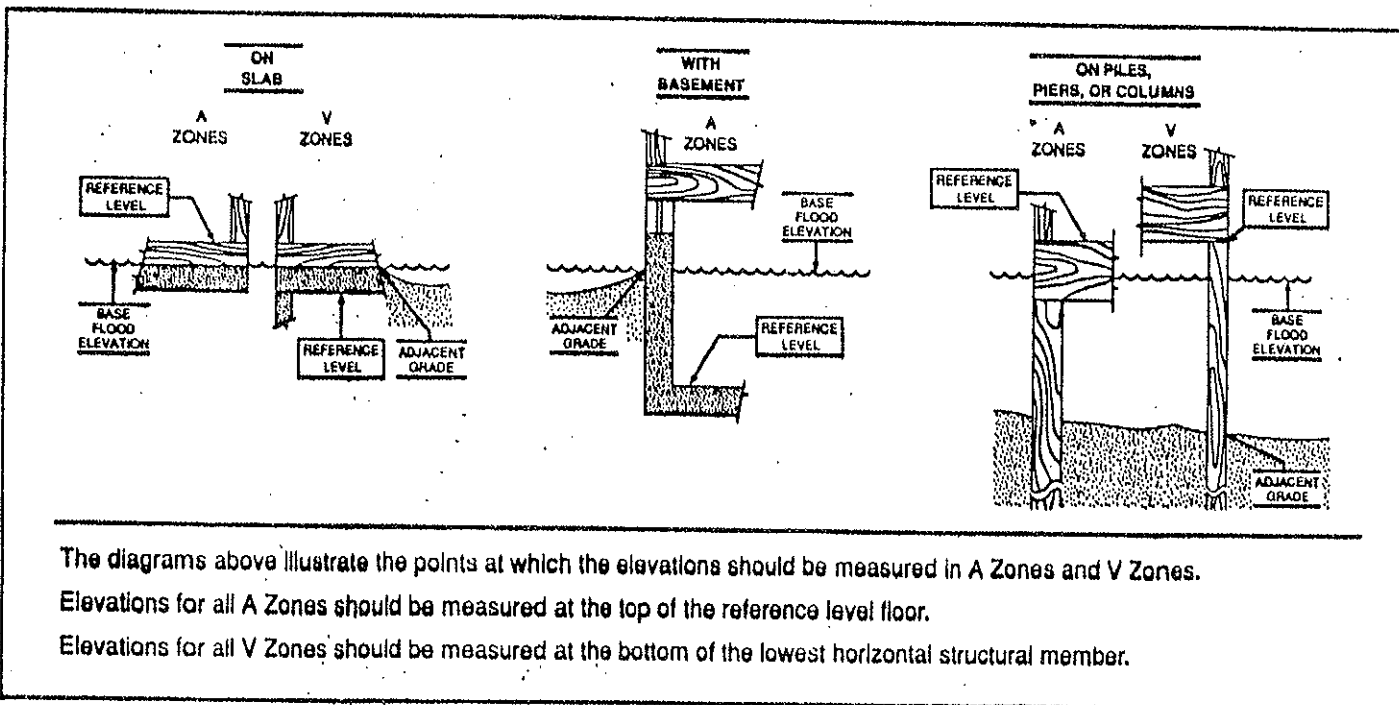 ON
SLAB
A
ZONES
V
ZONES
REFERENCE
LEVEL
BASE
FLOOD
ELEVATION
REFERENCE
LEVEL
ADJACENT
GRADE
WITH
BASEMENT
A
ZONES
BASE
FLOOD
ELEVATION
ADJACENT
GRADE
REFERENCE
LEVEL
ON PILES,
PIERS, OR COLUMNS
A
ZONES
V
ZONES
REFERENCE
LEVEL
REFERENCE
LEVEL
BASE
FLOOD
ELEVATION
ADJACENT
GRADE
The diagrams above illustrate the points at which the elevations should be measured in A Zones and V Zones.
Elevations for all A Zones should be measured at the top of the reference level floor.
Elevations for all V Zones should be measured at the bottom of the lowest horizontal structural member.